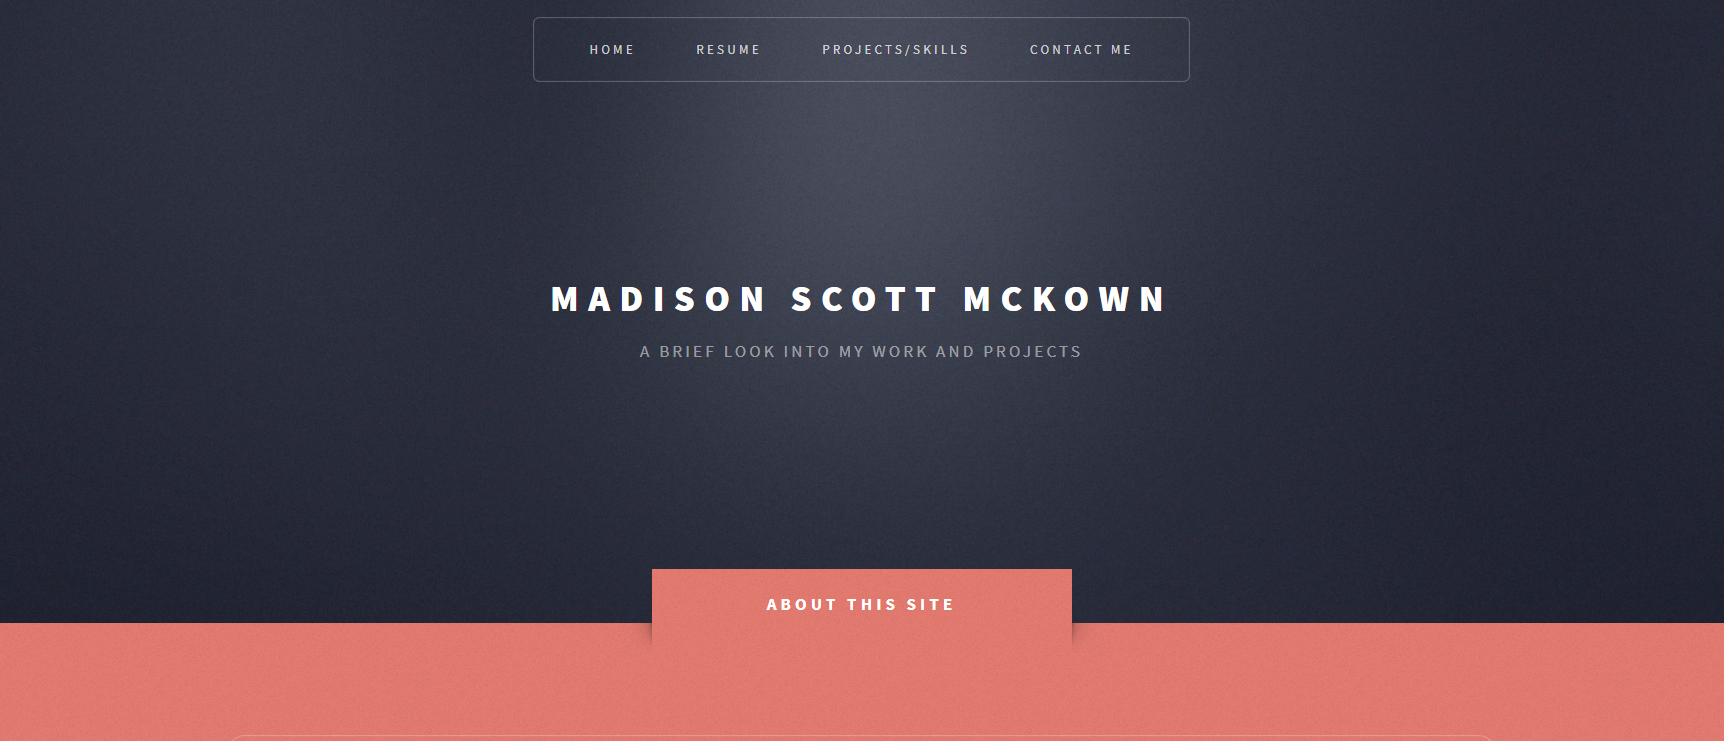 HOME RESUME PROJECTS/SKILLS CONTACT ME
MADISON SCOTT MCKOWN
A BRIEF LOOK INTO MY WORK AND PROJECTS
ABOUT THIS SITE